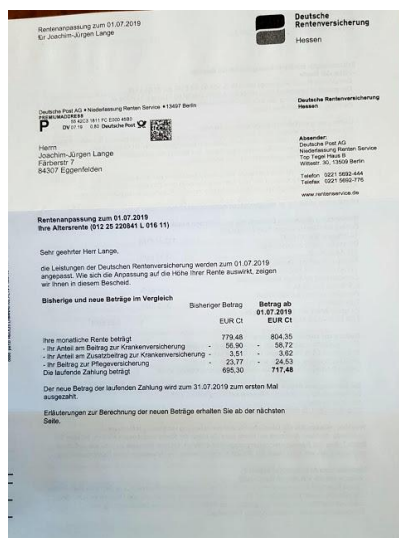 Rentenanpassung zum 01.07.2019
für Joachim-Jürgen Lange
Deutsche
Rentenversicherung
Hessen
Deutsche Post AG • Niederlassung Renten Service • 13497 Berlin
PREMIUMADRESS
P
DV 07.19 0,80 Deutsche Post
Deutsche Rentenversicherung
Hessen
Absender:
Deutsche Post AG
Niederlassung Renten Service
Top Tegel Haus B
Wittestr. 30, 13509 Berlin
Telefon 0221 5692-444
Telefax 0221 5692-776
www.rentenservice.de
Herrn
Joachim-Jürgen Lange
Färberstr 7
84307 Eggenfelden
Rentenanpassung zum 01.07.2019
Ihre Altersrente (012 25 220841 L 016 11)
Sehr geehrter Herr Lange,
die Leistungen der Deutschen Rentenversicherung werden zum 01.07.2019
angepasst. Wie sich die Anpassung auf die Höhe Ihrer Rente auswirkt, zeigen
wir Ihnen in diesem Bescheid.
Bisherige und neue Beträge im Vergleich Bisheriger Betrag Betrag ab
01.07.2019
EUR Ct EUR Ct
Ihre monatliche Rente beträgt 779,48 804,35
- Ihr Anteil am Beitrag zur Krankenversicherung - 56,90 - 58,72
- Ihr Anteil am Zusatzbeitrag zur Krankenversicherung - 3,51 - 3,62
- Ihr Beitrag zur Pflegeversicherung - 23,77 - 24,53
Die laufende Zahlung beträgt 695,30 717,48
Der neue Betrag der laufenden Zahlung wird zum 31.07.2019 zum ersten Mal
ausgezahlt.
Erläuterungen zur Berechnung der neuen Beträge erhalten Sie ab der nächsten
Seite.